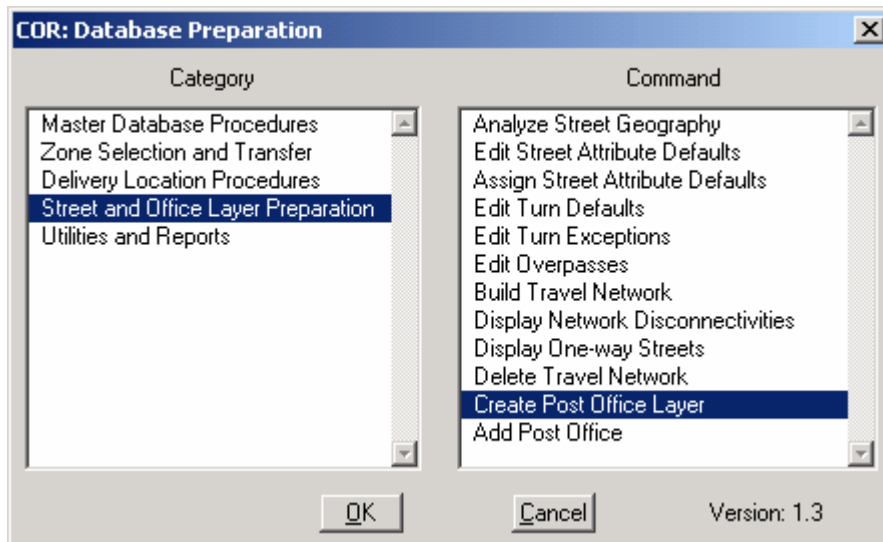 COR: Database Preparation
Category
Master Database Procedures
Zone Selection and Transfer
Delivery Location Procedures
Street and Office Layer Preparation
Utilities and Reports
Command
Analyze Street Geography
Edit Street Attribute Defaults
Assign Street Attribute Defaults
Edit Turn Defaults
Edit Turn Exceptions
Edit Overpasses
Build Travel Network
Display Network Disconnectivities
Display One-way Streets
Delete Travel Network
Create Post Office Layer
Add Post Office
OK
Cancel
Version: 1.3